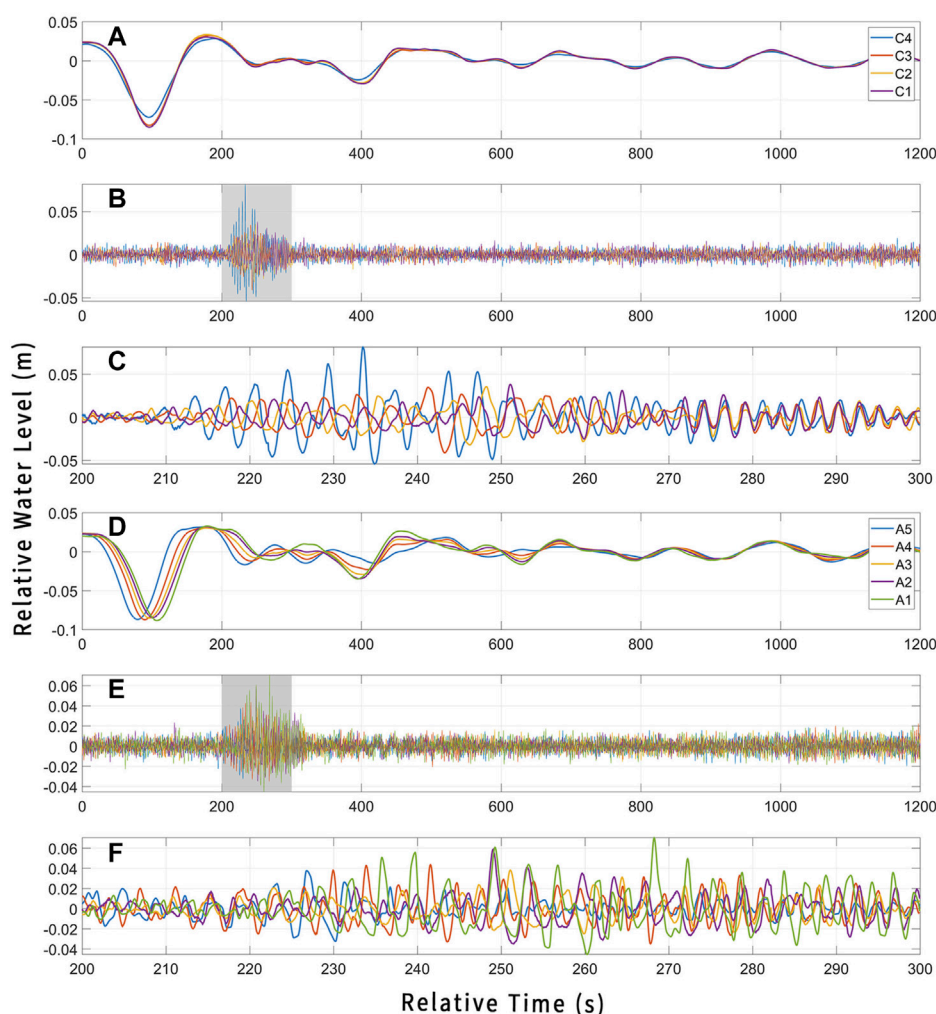 Relative Water Level (m)
A
0.05
0
-0.05
-0.1
0 200 400 600 800 1000 1200
C4
C3
C2
C1
B
0.05
0
-0.05
0 200 400 600 800 1000 1200
C
0.05
0
-0.05
200 210 220 230 240 250 260 270 280 290 300
D
0.05
0
-0.05
-0.1
0 200 400 600 800 1000 1200
A5
A4
A3
A2
A1
E
0.06
0.04
0.02
0
-0.02
-0.04
0 200 400 600 800 1000 1200
F
0.06
0.04
0.02
0
-0.02
-0.04
200 210 220 230 240 250 260 270 280 290 300
Relative Time (s)